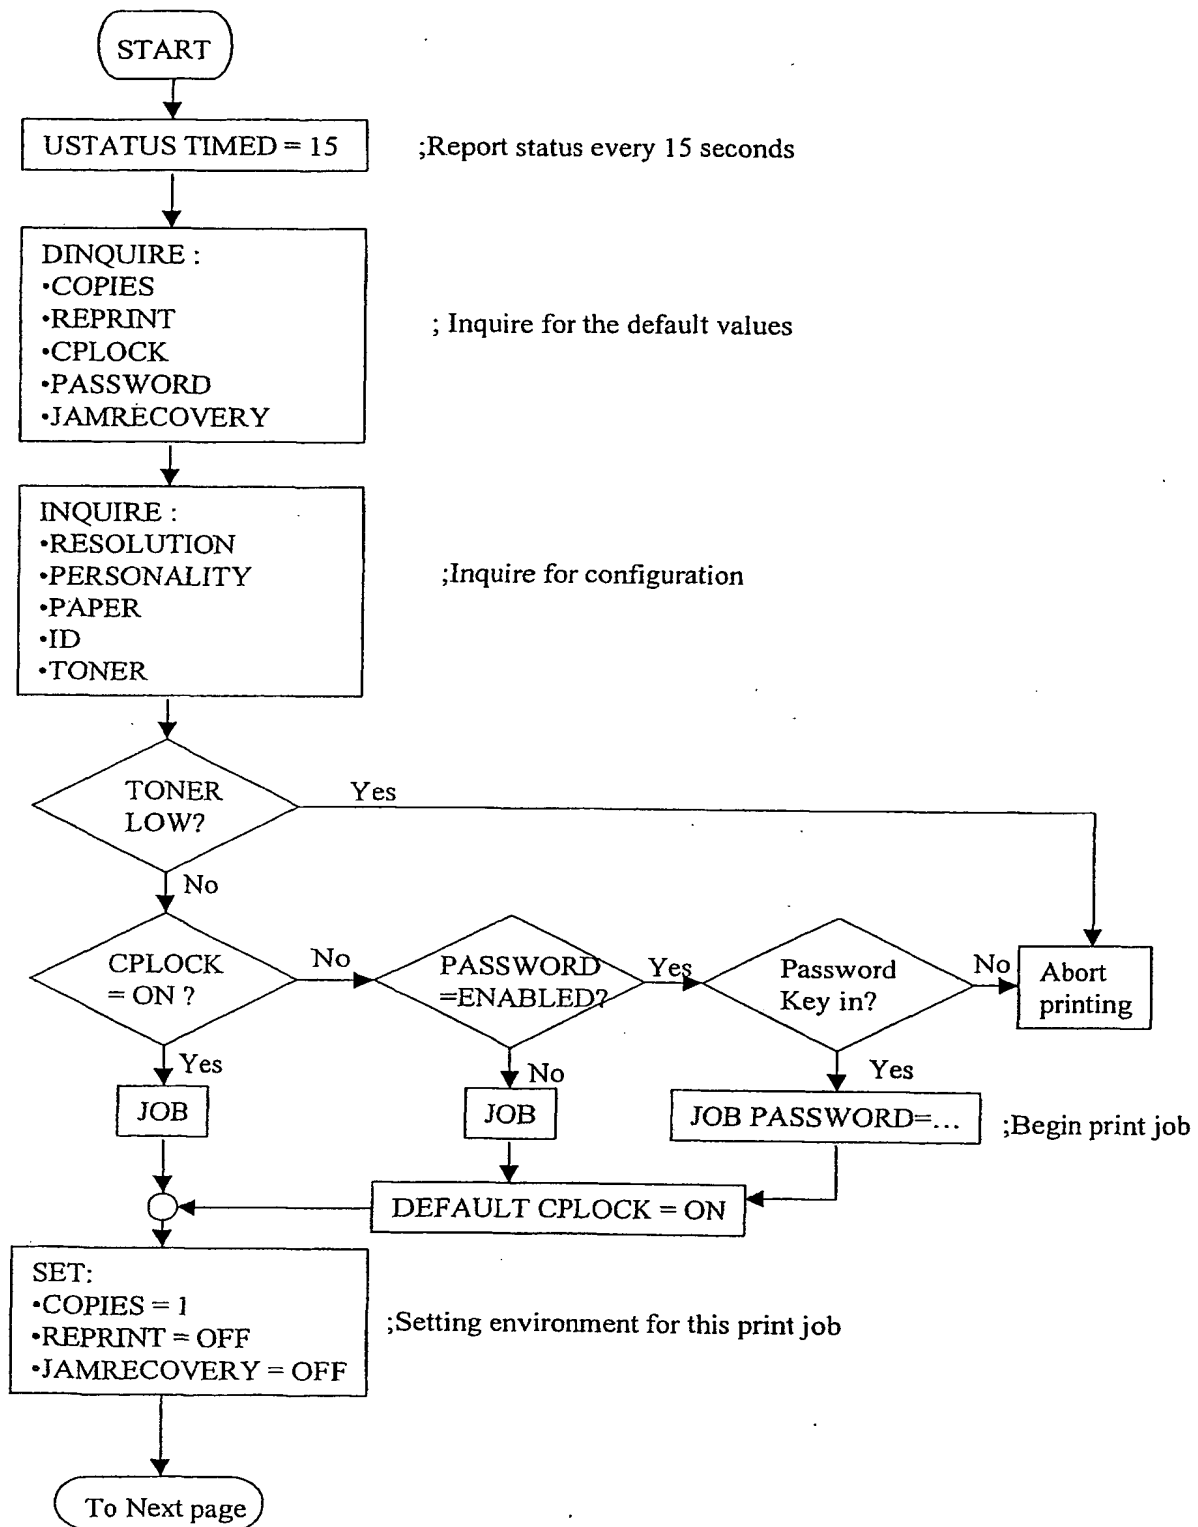 START
USTATUS TIMED = 15
;Report status every 15 seconds
DINQUIRE :
•COPIES
•REPRINT
•CPLOCK
•PASSWORD
•JAMRECOVERY
; Inquire for the default values
INQUIRE :
•RESOLUTION
•PERSONALITY
•PAPER
•ID
•TONER
;Inquire for configuration
TONER
LOW?
Yes
No
CPLOCK
= ON ?
No
PASSWORD
=ENABLED?
Yes
Password
Key in?
No
Abort
printing
Yes
No
Yes
JOB
JOB
JOB PASSWORD=...
;Begin print job
DEFAULT CPLOCK = ON
SET:
•COPIES = 1
•REPRINT = OFF
•JAMRECOVERY = OFF
;Setting environment for this print job
To Next page